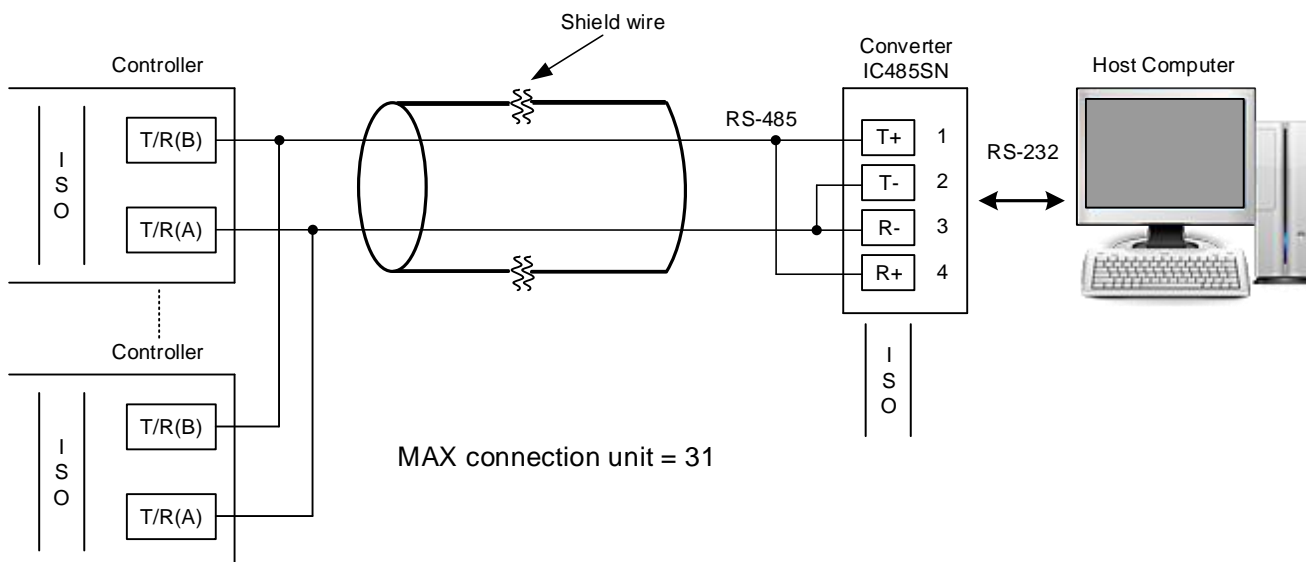 Shield wire
Controller
Converter
IC485SN
Host Computer
I
S
O
T/R(B)
T/R(A)
RS-485
T+ 1
T- 2
R- 3
R+ 4
RS-232
I
S
O
Controller
I
S
O
T/R(B)
T/R(A)
MAX connection unit = 31